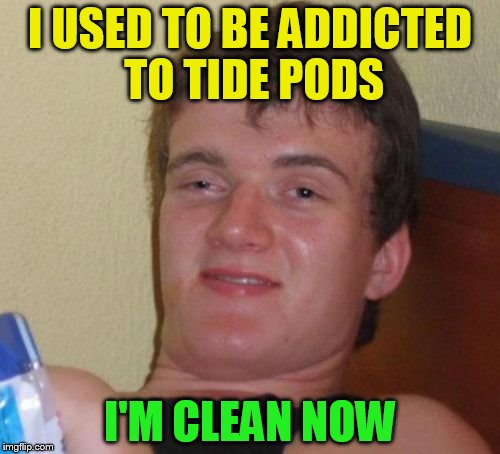 I USED TO BE ADDICTED
TO TIDE PODS
I'M CLEAN NOW
imgflip.com